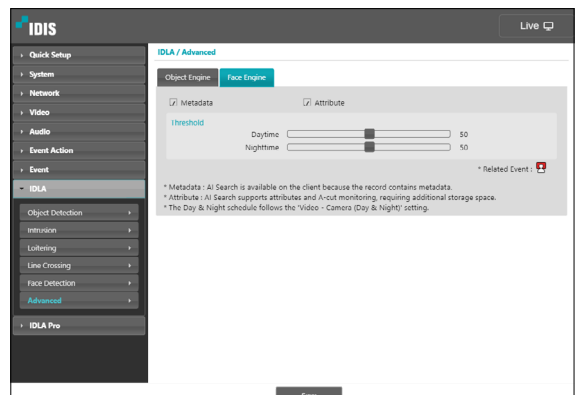 IDIS
Live
Quick Setup
System
Network
Video
Audio
Event Action
Event
IDLA
Object Detection
Intrusion
Loitering
Line Crossing
Face Detection
Advanced
IDLA Pro
IDLA / Advanced
Object Engine
Face Engine
Metadata
Attribute
Threshold
Daytime 50
Nighttime 50
* Related Event :
* Metadata : AI Search is available on the client because the record contains metadata.
* Attribute : AI Search supports attributes and A-cut monitoring, requiring additional storage space.
* The Day & Night schedule follows the 'Video - Camera (Day & Night)' setting.